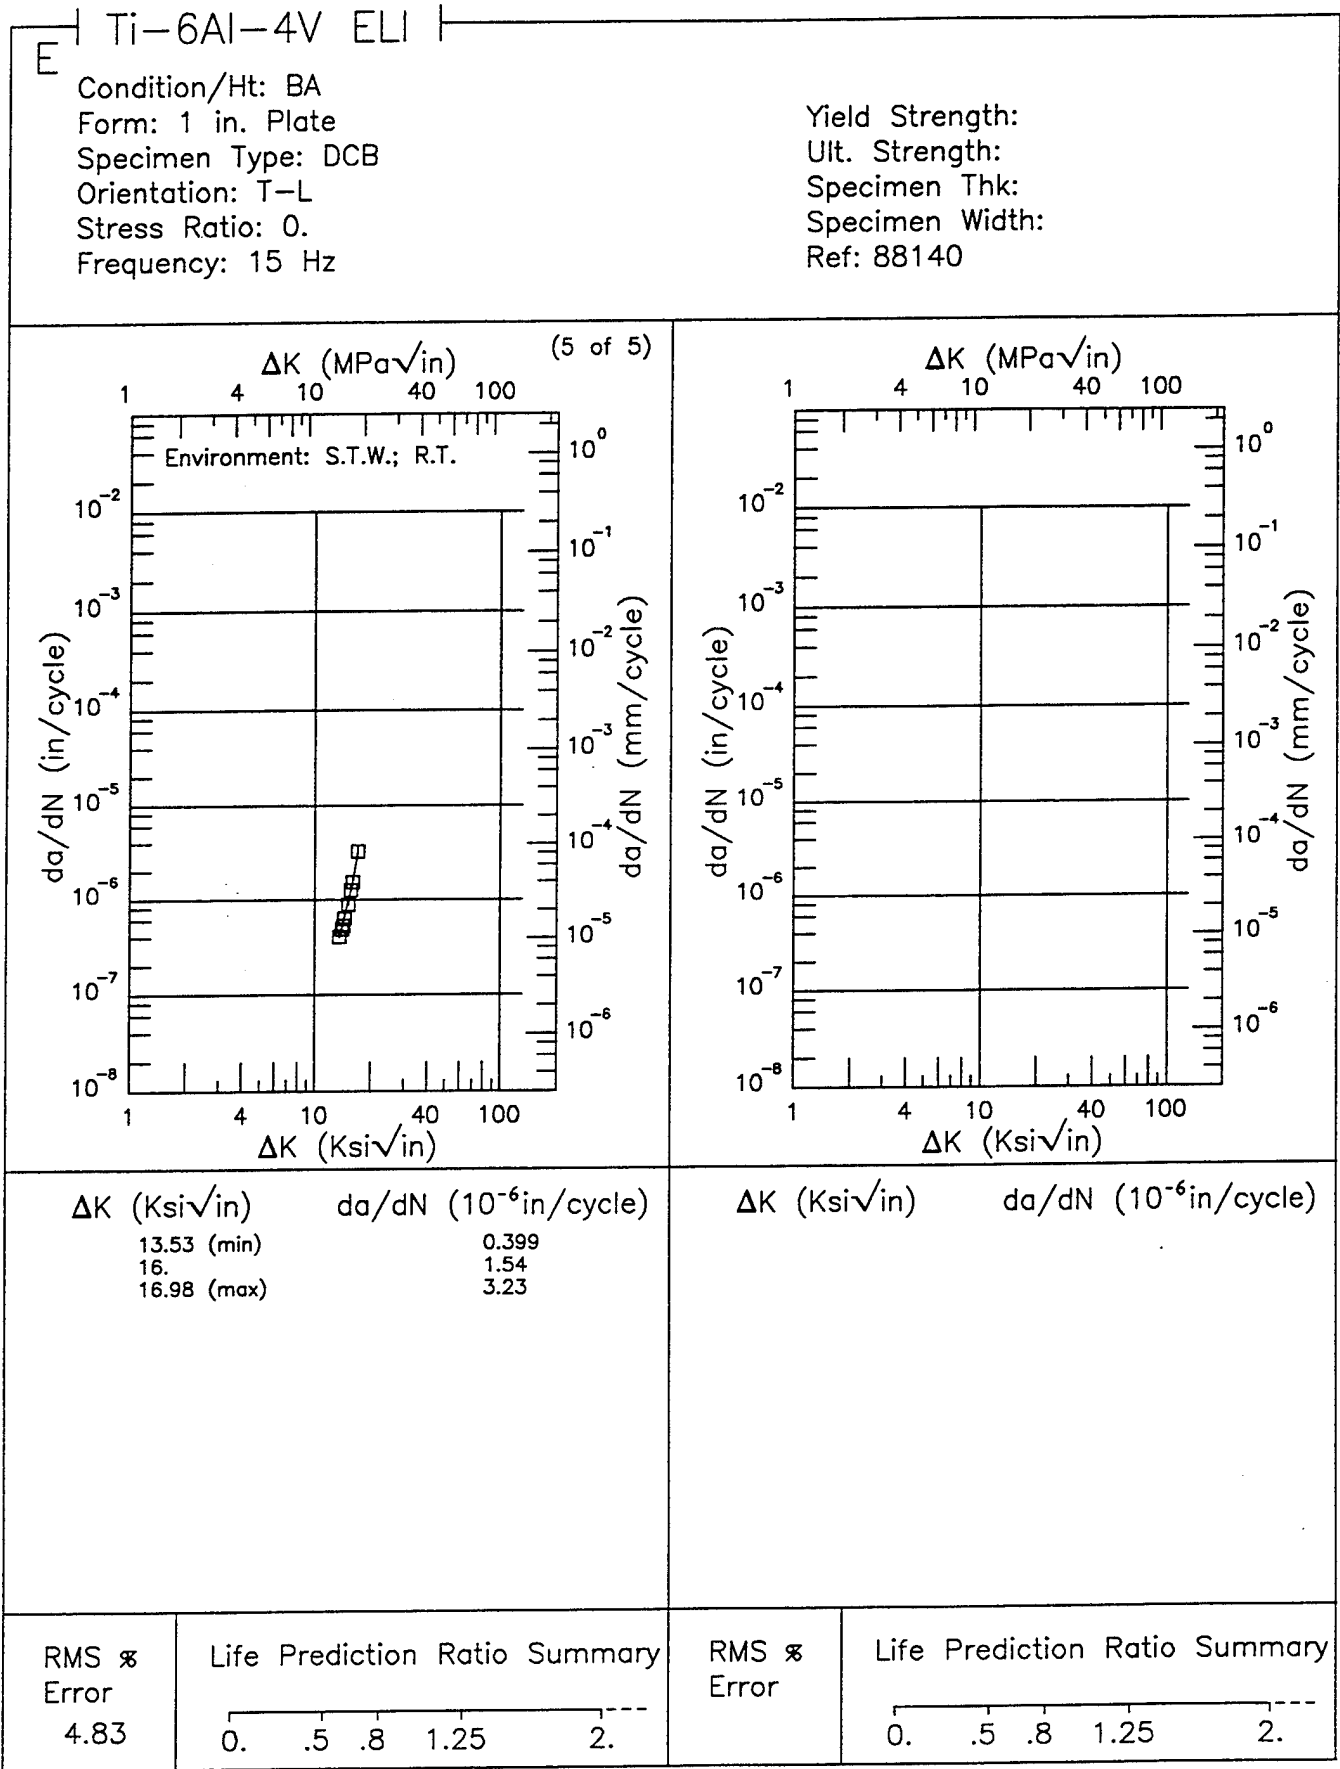 Ti-6Al-4V ELI
E
Condition/Ht: BA
Form: 1 in. Plate
Specimen Type: DCB
Orientation: T-L
Stress Ratio: 0.
Frequency: 15 Hz
Yield Strength:
Ult. Strength:
Specimen Thk:
Specimen Width:
Ref: 88140
(5 of 5)
ΔK (MPa√in)
1 4 10 40 100
Environment: S.T.W.; R.T.
da/dN (in/cycle)
10⁻²
10⁻³
10⁻⁴
10⁻⁵
10⁻⁶
10⁻⁷
10⁻⁸
10⁰
10⁻¹
10⁻²
10⁻³
10⁻⁴
10⁻⁵
10⁻⁶
da/dN (mm/cycle)
1 4 10 40 100
ΔK (Ksi√in)
ΔK (MPa√in)
1 4 10 40 100
da/dN (in/cycle)
10⁻²
10⁻³
10⁻⁴
10⁻⁵
10⁻⁶
10⁻⁷
10⁻⁸
10⁰
10⁻¹
10⁻²
10⁻³
10⁻⁴
10⁻⁵
10⁻⁶
da/dN (mm/cycle)
1 4 10 40 100
ΔK (Ksi√in)
ΔK (Ksi√in) da/dN (10⁻⁶in/cycle)
13.53 (min) 0.399
16. 1.54
16.98 (max) 3.23
ΔK (Ksi√in) da/dN (10⁻⁶in/cycle)
RMS %
Error
4.83
Life Prediction Ratio Summary
0. .5 .8 1.25 2.
RMS %
Error
Life Prediction Ratio Summary
0. .5 .8 1.25 2.